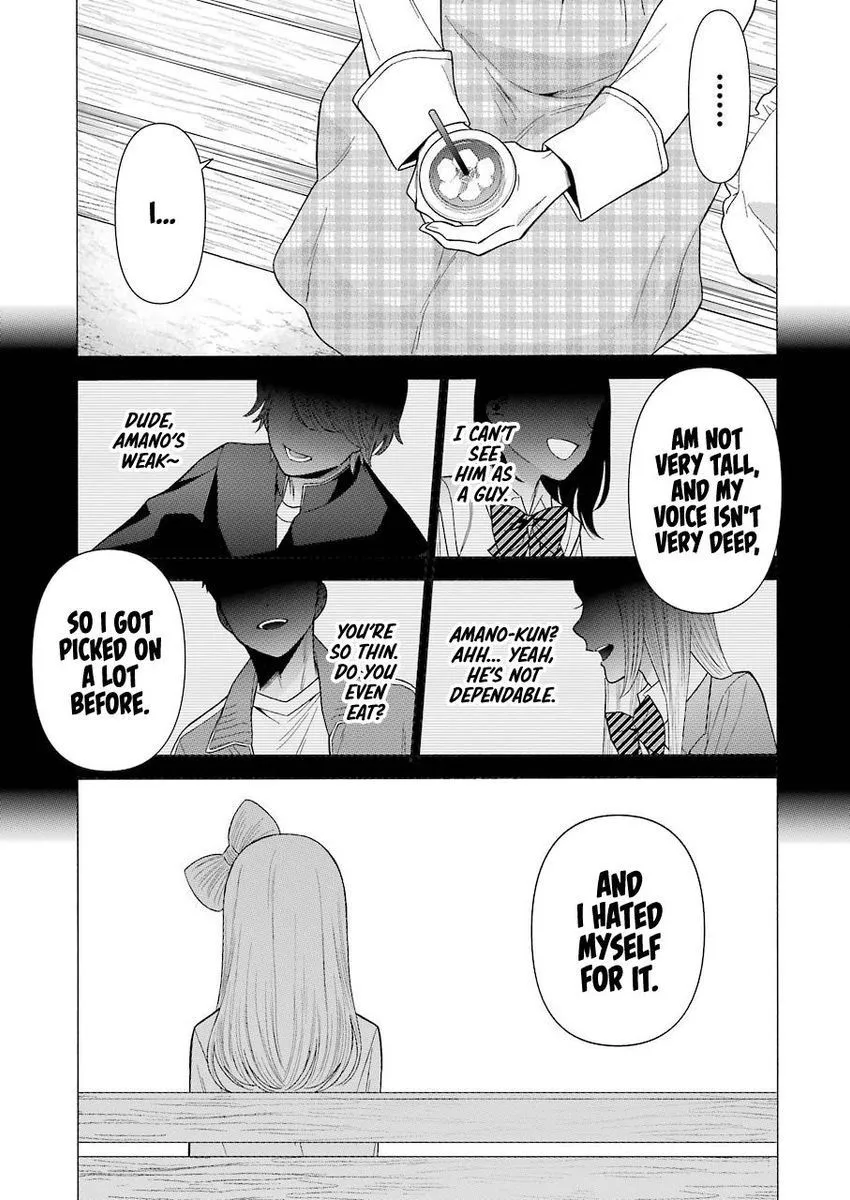 ......
I...
AM NOT
VERY TALL,
AND MY
VOICE ISN'T
VERY DEEP,
I CAN'T
SEE
HIM AS
A GUY.
DUDE,
AMANO'S
WEAK~
AMANO-KUN?
AHH... YEAH,
HE'S NOT
DEPENDABLE.
YOU'RE
SO THIN.
DO YOU
EVEN
EAT?
SO I GOT
PICKED ON
A LOT
BEFORE.
AND
I HATED
MYSELF
FOR IT.